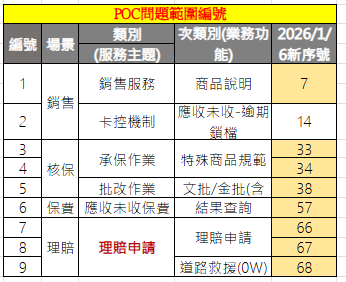 POC問題範圍編號
編號 場景 類別 次類別(業務功 2026/1/
(服務主題) 能) 6新序號
1 銷售 銷售服務 商品說明 7
2 卡控機制 應收未收-逾期 14
鎖檔
3 核保 承保作業 特殊商品規範 33
4 34
5 批改作業 文批/金批(含 38
6 保費 應收未收保費 結果查詢 57
7 理賠 理賠申請 理賠申請 66
8 67
9 道路救援(0W) 68